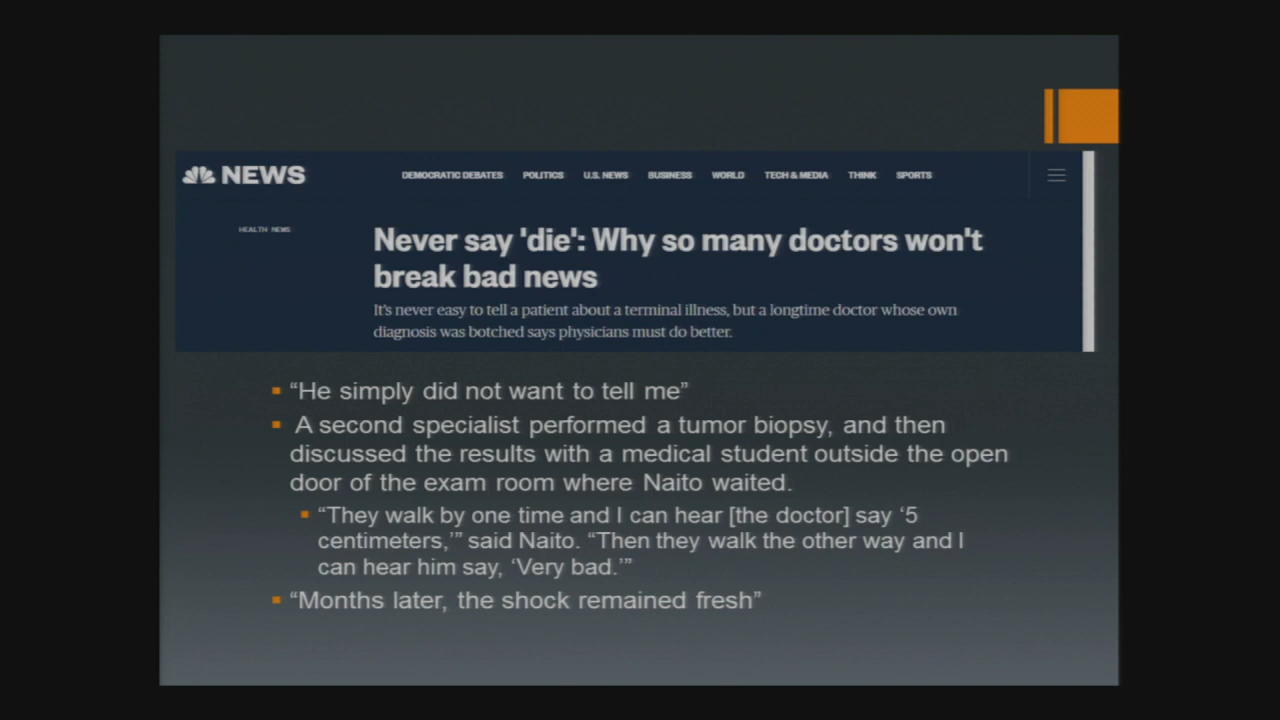 NEWS
DEMOCRATIC DEBATES POLITICS U.S. NEWS BUSINESS WORLD TECH & MEDIA THINK SPORTS
HEALTH NEWS
Never say 'die': Why so many doctors won't
break bad news
It's never easy to tell a patient about a terminal illness, but a longtime doctor whose own
diagnosis was botched says physicians must do better.
“He simply did not want to tell me”
A second specialist performed a tumor biopsy, and then
discussed the results with a medical student outside the open
door of the exam room where Naito waited.
“They walk by one time and I can hear [the doctor] say ‘5
centimeters,’” said Naito. “Then they walk the other way and I
can hear him say, ‘Very bad.’”
“Months later, the shock remained fresh”